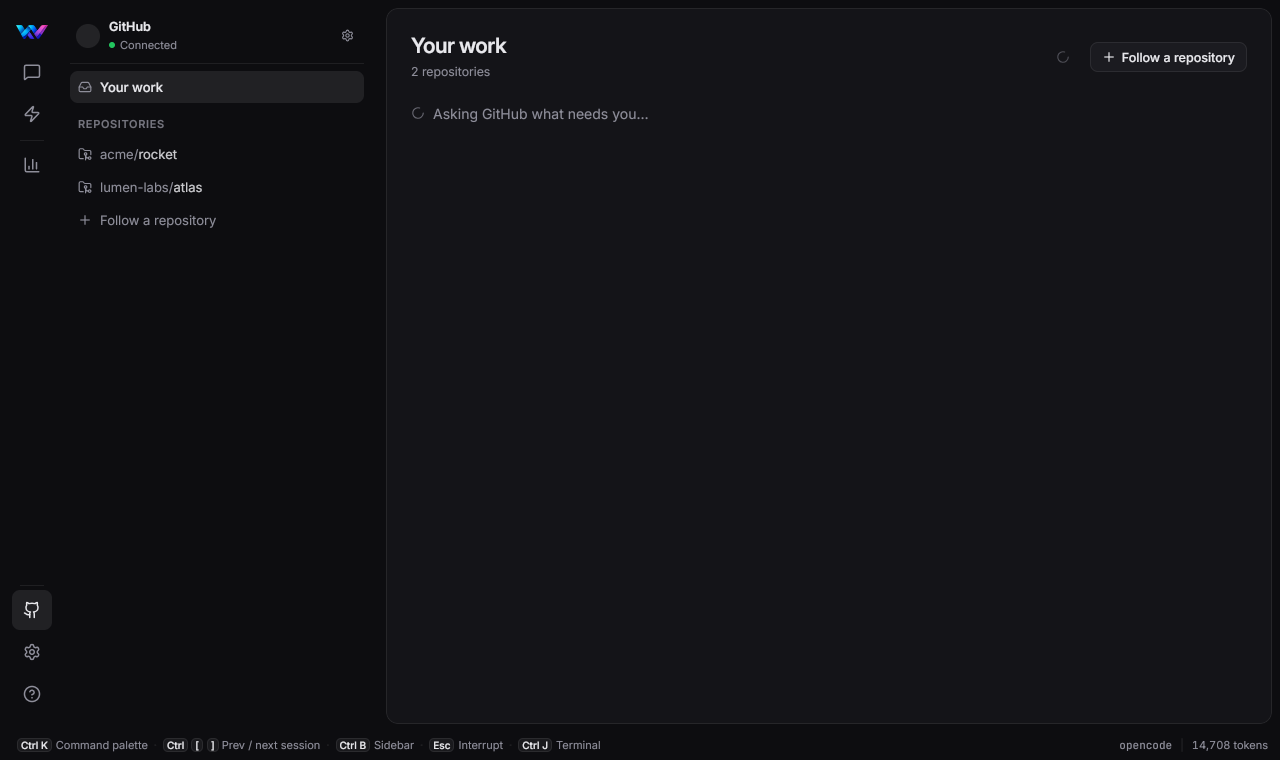 GitHub
Connected
Your work
REPOSITORIES
acme/rocket
lumen-labs/atlas
Follow a repository
Your work
2 repositories
Follow a repository
Asking GitHub what needs you...
Ctrl K Command palette · Ctrl [ ] Prev / next session · Ctrl B Sidebar · Esc Interrupt · Ctrl J Terminal
opencode 14,708 tokens